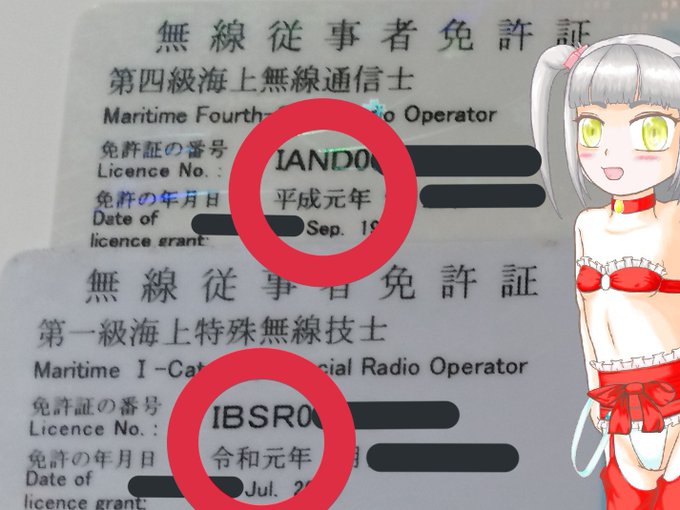 無線従事者免許証
第四級海上無線通信士
Maritime Fourth- Radio Operator
免許証の番号 IAND0
Licence No. :
免許の年月日 平成元年
Date of
licence grant: Sep. 19
無線従事者免許証
第一級海上特殊無線技士
Maritime I-Cat cial Radio Operator
免許証の番号 IBSR0
Licence No. :
免許の年月日 令和元年 月
Date of
licence grant: Jul. 20